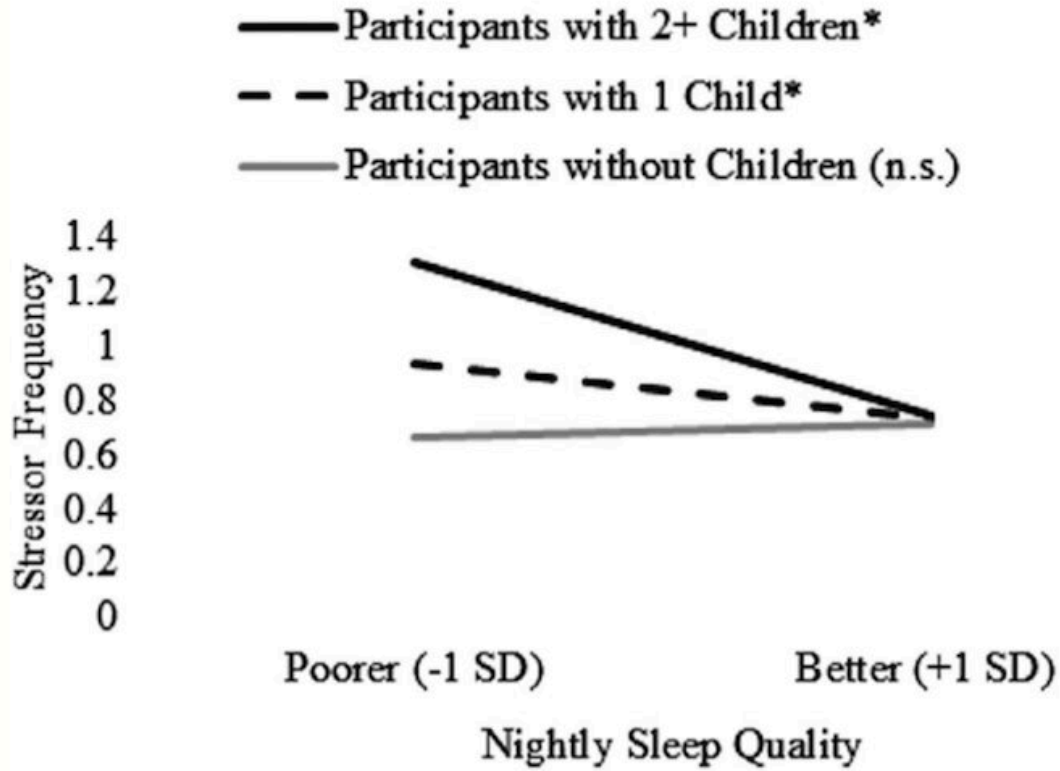 Participants with 2+ Children*
Participants with 1 Child*
Participants without Children (n.s.)
Stressor Frequency
1.4
1.2
1
0.8
0.6
0.4
0.2
0
Poorer (-1 SD)
Better (+1 SD)
Nightly Sleep Quality